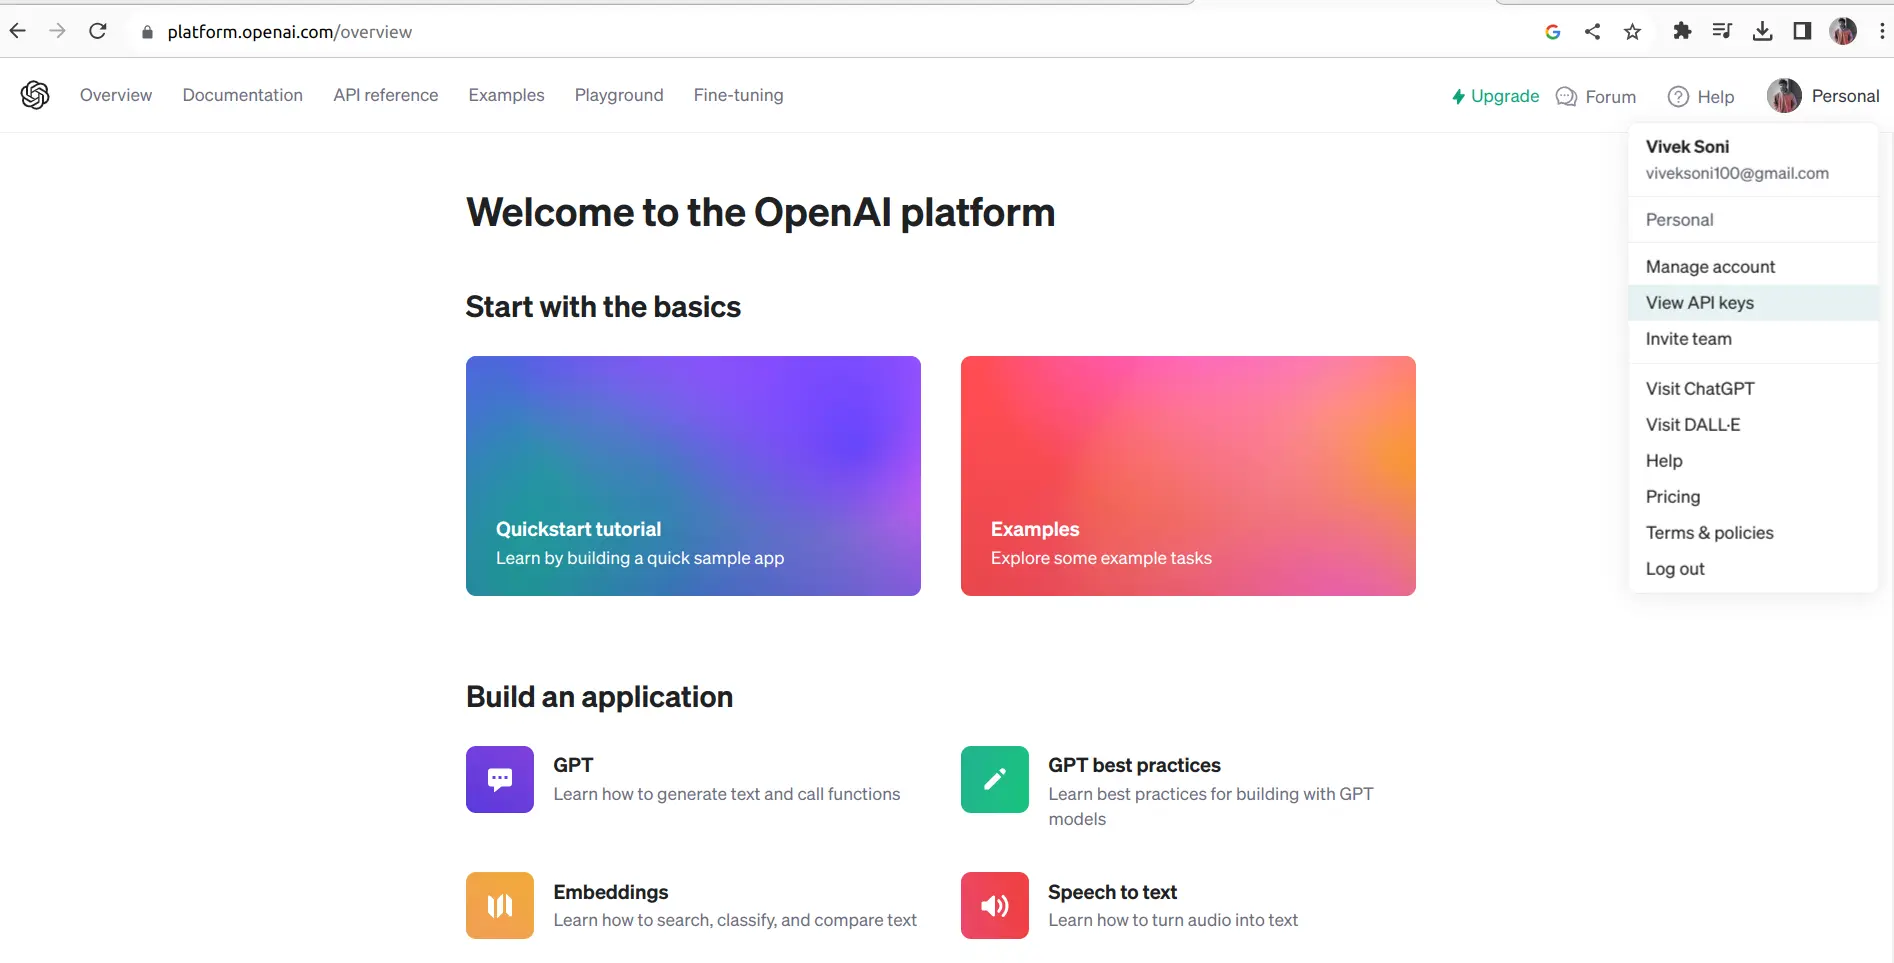 platform.openai.com/overview
Overview Documentation API reference Examples Playground Fine-tuning
Upgrade Forum Help Personal
Vivek Soni
viveksoni100@gmail.com
Personal
Manage account
View API keys
Invite team
Visit ChatGPT
Visit DALL·E
Help
Pricing
Terms & policies
Log out
Welcome to the OpenAI platform
Start with the basics
Quickstart tutorial
Learn by building a quick sample app
Examples
Explore some example tasks
Build an application
GPT
Learn how to generate text and call functions
GPT best practices
Learn best practices for building with GPT
models
Embeddings
Learn how to search, classify, and compare text
Speech to text
Learn how to turn audio into text